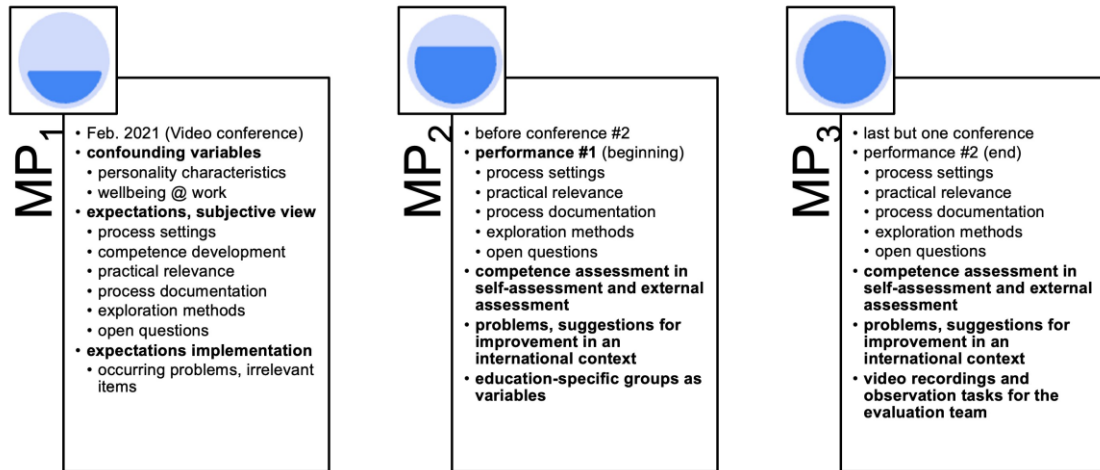 MP1
• Feb. 2021 (Video conference)
• confounding variables
• personality characteristics
• wellbeing @ work
• expectations, subjective view
• process settings
• competence development
• practical relevance
• process documentation
• exploration methods
• open questions
• expectations implementation
• occurring problems, irrelevant
items
MP2
• before conference #2
• performance #1 (beginning)
• process settings
• practical relevance
• process documentation
• exploration methods
• open questions
• competence assessment in
self-assessment and external
assessment
• problems, suggestions for
improvement in an
international context
• education-specific groups as
variables
MP3
• last but one conference
• performance #2 (end)
• process settings
• practical relevance
• process documentation
• exploration methods
• open questions
• competence assessment in
self-assessment and external
assessment
• problems, suggestions for
improvement in an
international context
• video recordings and
observation tasks for the
evaluation team